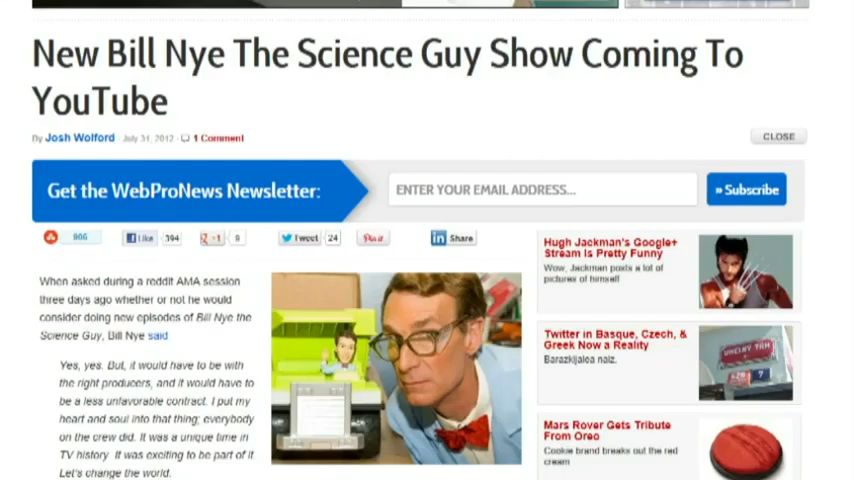 New Bill Nye The Science Guy Show Coming To
YouTube
By Josh Wolford · July 31, 2012 · 1 Comment
CLOSE
Get the WebProNews Newsletter:
ENTER YOUR EMAIL ADDRESS...
» Subscribe
906
Like 394
+1 9
Tweet 24
Pin it
in Share
When asked during a reddit AMA session
three days ago whether or not he would
consider doing new episodes of Bill Nye the
Science Guy, Bill Nye said
Yes, yes. But, it would have to be with
the right producers, and it would have to
be a less unfavorable contract. I put my
heart and soul into that thing; everybody
on the crew did. It was a unique time in
TV history. It was exciting to be part of it
Let's change the world.
Hugh Jackman's Google+
Stream Is Pretty Funny
Wow, Jackman posts a lot of
pictures of himself
Twitter in Basque, Czech, &
Greek Now a Reality
Barazkijalea naiz.
Mars Rover Gets Tribute
From Oreo
Cookie brand breaks out the red
cream